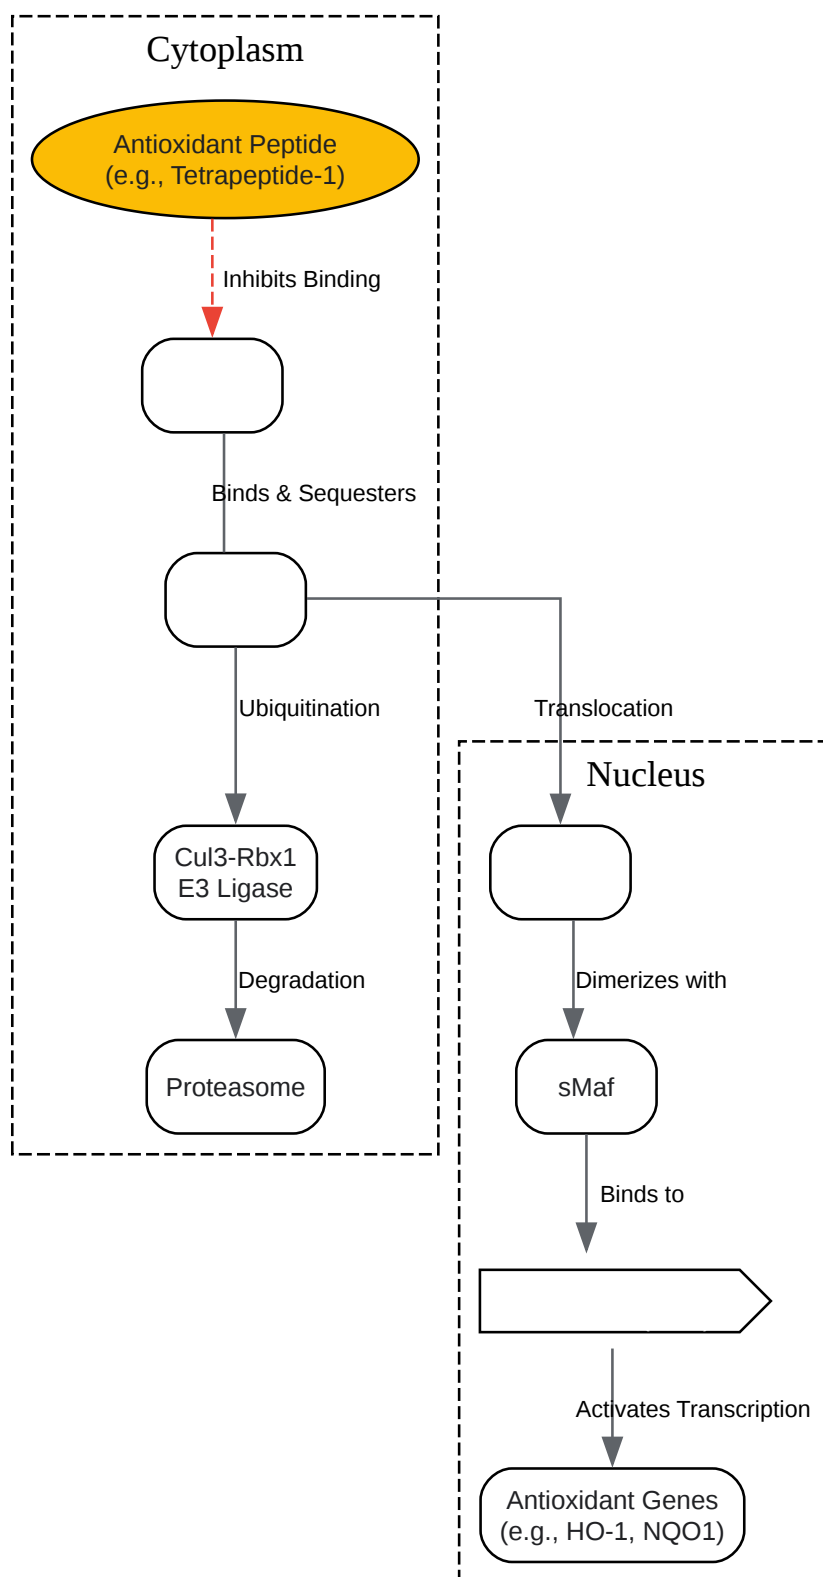 Cytoplasm
Antioxidant Peptide
(e.g., Tetrapeptide-1)
Inhibits Binding
Binds & Sequesters
Ubiquitination
Translocation
Nucleus
Cul3-Rbx1
E3 Ligase
Degradation
Dimerizes with
Proteasome
sMaf
Binds to
Activates Transcription
Antioxidant Genes
(e.g., HO-1, NQO1)